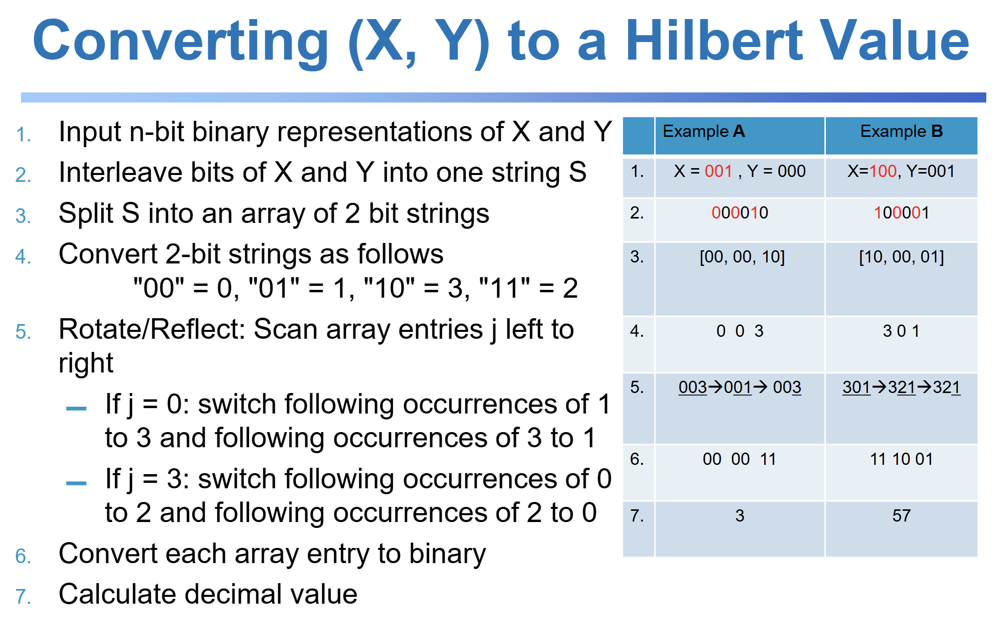 Converting (X, Y) to a Hilbert Value
1. Input n-bit binary representations of X and Y
2. Interleave bits of X and Y into one string S
3. Split S into an array of 2 bit strings
4. Convert 2-bit strings as follows
"00" = 0, "01" = 1, "10" = 3, "11" = 2
5. Rotate/Reflect: Scan array entries j left to
right
– If j = 0: switch following occurrences of 1
to 3 and following occurrences of 3 to 1
– If j = 3: switch following occurrences of 0
to 2 and following occurrences of 2 to 0
6. Convert each array entry to binary
7. Calculate decimal value
Example A Example B
1. X = 001 , Y = 000 X=100, Y=001
2. 000010 100001
3. [00, 00, 10] [10, 00, 01]
4. 0 0 3 3 0 1
5. 003→001→ 003 301→321→321
6. 00 00 11 11 10 01
7. 3 57